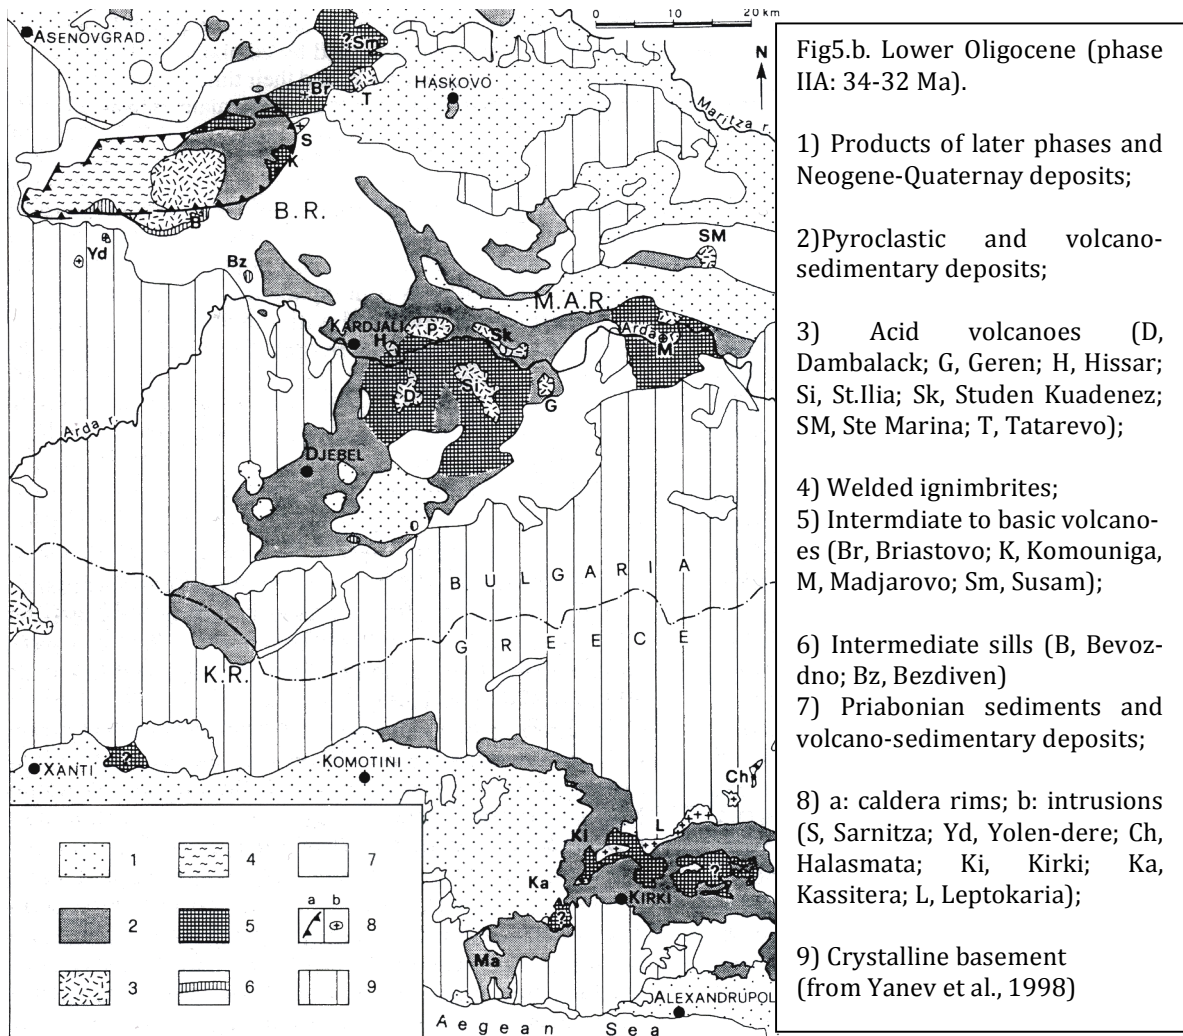 0 10 20 km
ASENOVGRAD
?Sm
N
Br
T
HASKOVO
Maritza r.
S
K
B
B.R.
Yd
Bz
SM
M.A.R.
KARDJALI
H
P
Sk
Arda
M
D
Si
G
Arda r.
DJEBEL
BULGARIA
GREECE
K.R.
?
XANTI
KOMOTINI
Ch
L
Ki
?
Ka
?
KIRKI
Ma
ALEXANDRUPOL
Aegean Sea
1 4 7
a b
2 5 8
3 6 9
Fig5.b. Lower Oligocene (phase
IIA: 34-32 Ma).
1) Products of later phases and
Neogene-Quaternay deposits;
2)Pyroclastic and volcano-
sedimentary deposits;
3) Acid volcanoes (D,
Dambalack; G, Geren; H, Hissar;
Si, St.Ilia; Sk, Studen Kuadenez;
SM, Ste Marina; T, Tatarevo);
4) Welded ignimbrites;
5) Intermdiate to basic volcano-
es (Br, Briastovo; K, Komouniga,
M, Madjarovo; Sm, Susam);
6) Intermediate sills (B, Bevoz-
dno; Bz, Bezdiven)
7) Priabonian sediments and
volcano-sedimentary deposits;
8) a: caldera rims; b: intrusions
(S, Sarnitza; Yd, Yolen-dere; Ch,
Halasmata; Ki, Kirki; Ka,
Kassitera; L, Leptokaria);
9) Crystalline basement
(from Yanev et al., 1998)